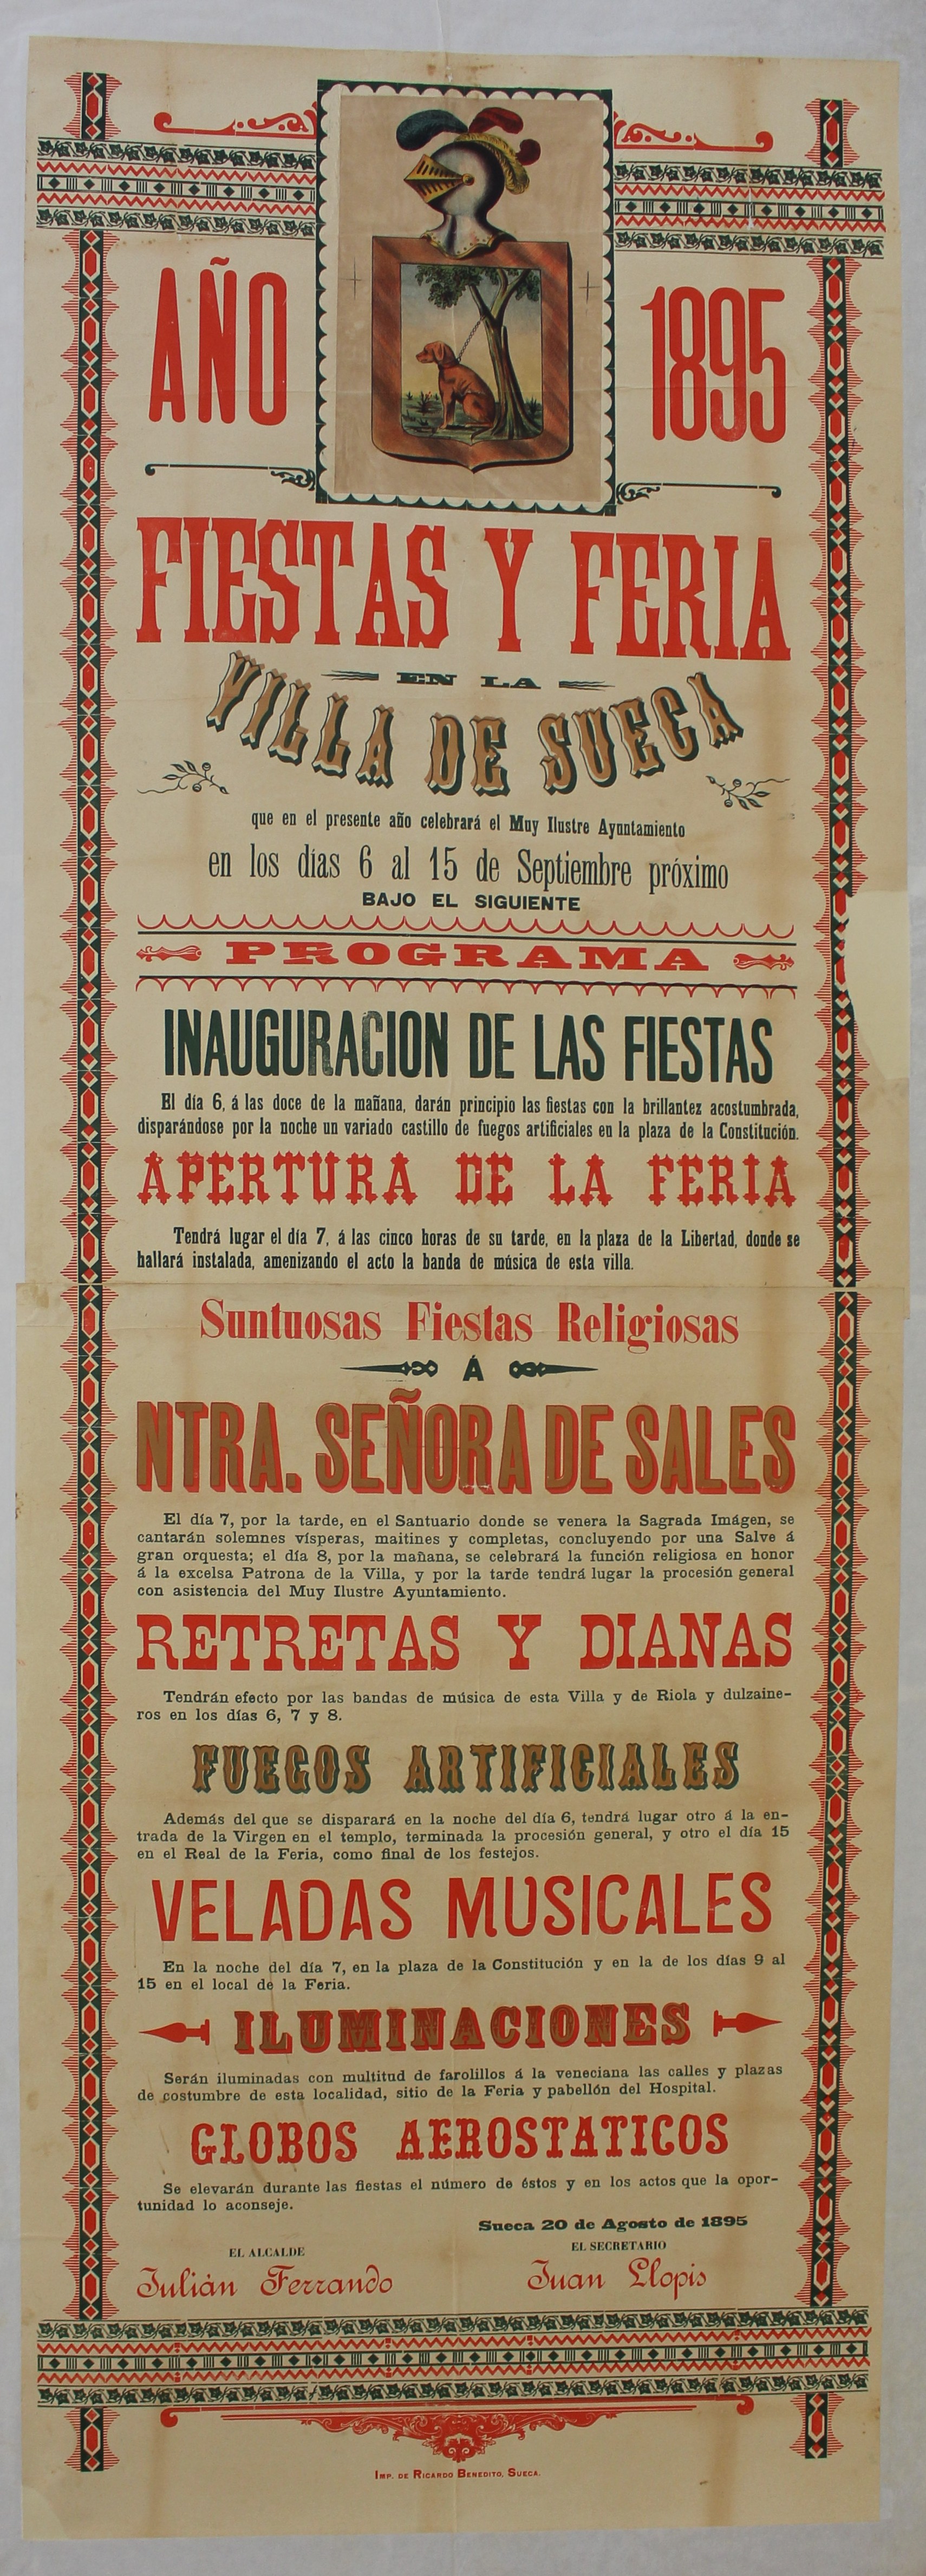 AÑO 1895
FIESTAS Y FERIA
EN LA
VILLA DE SUECA
que en el presente año celebrará el Muy Ilustre Ayuntamiento
en los días 6 al 15 de Septiembre próximo
BAJO EL SIGUIENTE
PROGRAMA
INAUGURACION DE LAS FIESTAS
El día 6, á las doce de la mañana, darán principio las fiestas con la brillantez acostumbrada,
disparándose por la noche un variado castillo de fuegos artificiales en la plaza de la Constitución.
APERTURA DE LA FERIA
Tendrá lugar el día 7, á las cinco horas de su tarde, en la plaza de la Libertad, donde se
hallará instalada, amenizando el acto la banda de música de esta villa.
Suntuosas Fiestas Religiosas
Á
NTRA. SEÑORA DE SALES
El día 7, por la tarde, en el Santuario donde se venera la Sagrada Imágen, se
cantarán solemnes vísperas, maitines y completas, concluyendo por una Salve á
gran orquesta; el día 8, por la mañana, se celebrará la función religiosa en honor
á la excelsa Patrona de la Villa, y por la tarde tendrá lugar la procesión general
con asistencia del Muy Ilustre Ayuntamiento.
RETRETAS Y DIANAS
Tendrán efecto por las bandas de música de esta Villa y de Riola y dulzaine-
ros en los días 6, 7 y 8.
FUEGOS ARTIFICIALES
Además del que se disparará en la noche del día 6, tendrá lugar otro á la en-
trada de la Virgen en el templo, terminada la procesión general, y otro el día 15
en el Real de la Feria, como final de los festejos.
VELADAS MUSICALES
En la noche del día 7, en la plaza de la Constitución y en la de los días 9 al
15 en el local de la Feria.
ILUMINACIONES
Serán iluminadas con multitud de farolillos á la veneciana las calles y plazas
de costumbre de esta localidad, sitio de la Feria y pabellón del Hospital.
GLOBOS AEROSTATICOS
Se elevarán durante las fiestas el número de éstos y en los actos que la opor-
tunidad lo aconseje.
Sueca 20 de Agosto de 1895
EL ALCALDE EL SECRETARIO
Julián Ferrando Juan Llopis
IMP. DE RICARDO BENEDITO, SUECA.